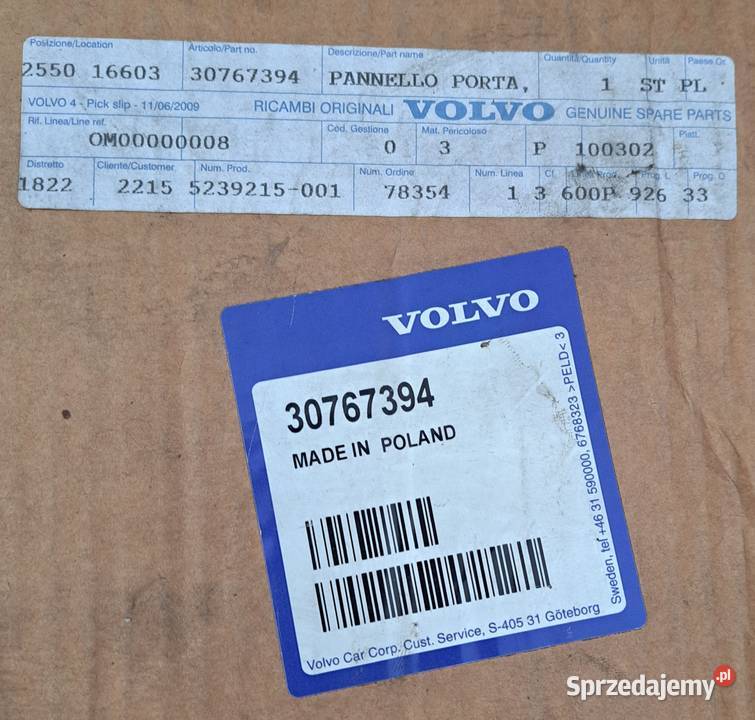 Posizione/Location Articolo/Part no. Descrizione/Part name Quantità/Quantity Unità Paese Or.
2550 16603 30767394 PANNELLO PORTA, 1 ST PL
VOLVO 4 - Pick slip - 11/06/2009 RICAMBI ORIGINALI VOLVO GENUINE SPARE PARTS
Rif. Linea/Line ref. Cod. Gestione Mat. Pericoloso Piatt.
OM00000008 0 3 P 100302
Distretto Cliente/Customer Num. Prod. Num. Ordine Num. Linea Cl. Prog. L Prog. O
1822 2215 5239215-001 78354 1 3 600P 926 33
VOLVO
30767394
MADE IN POLAND
Volvo Car Corp. Cust. Service, S-405 31 Göteborg
Sweden, tel +46 31 590000, 6768323 >PELD< 3
Sprzedajemy.pl